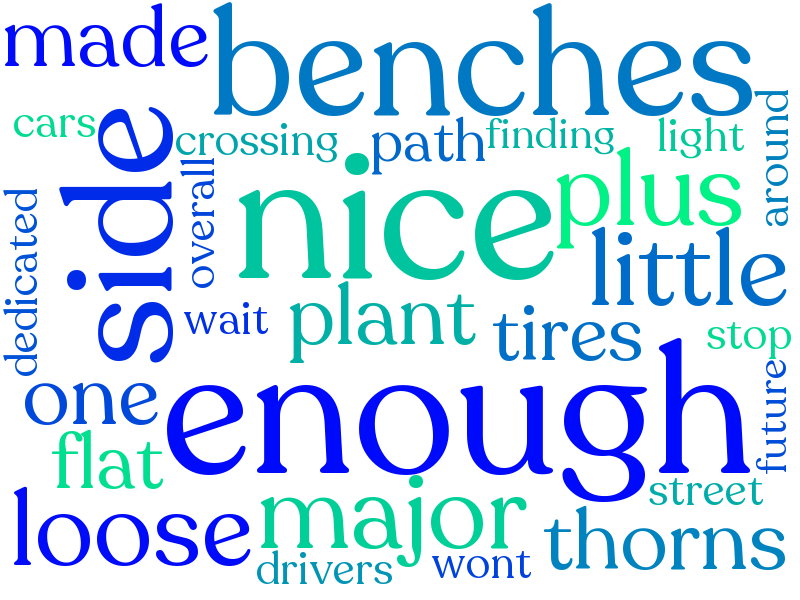 made
benches
cars
crossing
path
finding
light
around
side
overall
nice
plus
dedicated
little
wait
plant
tires
stop
one
enough
future
flat
loose
major
street
thorns
drivers
wont